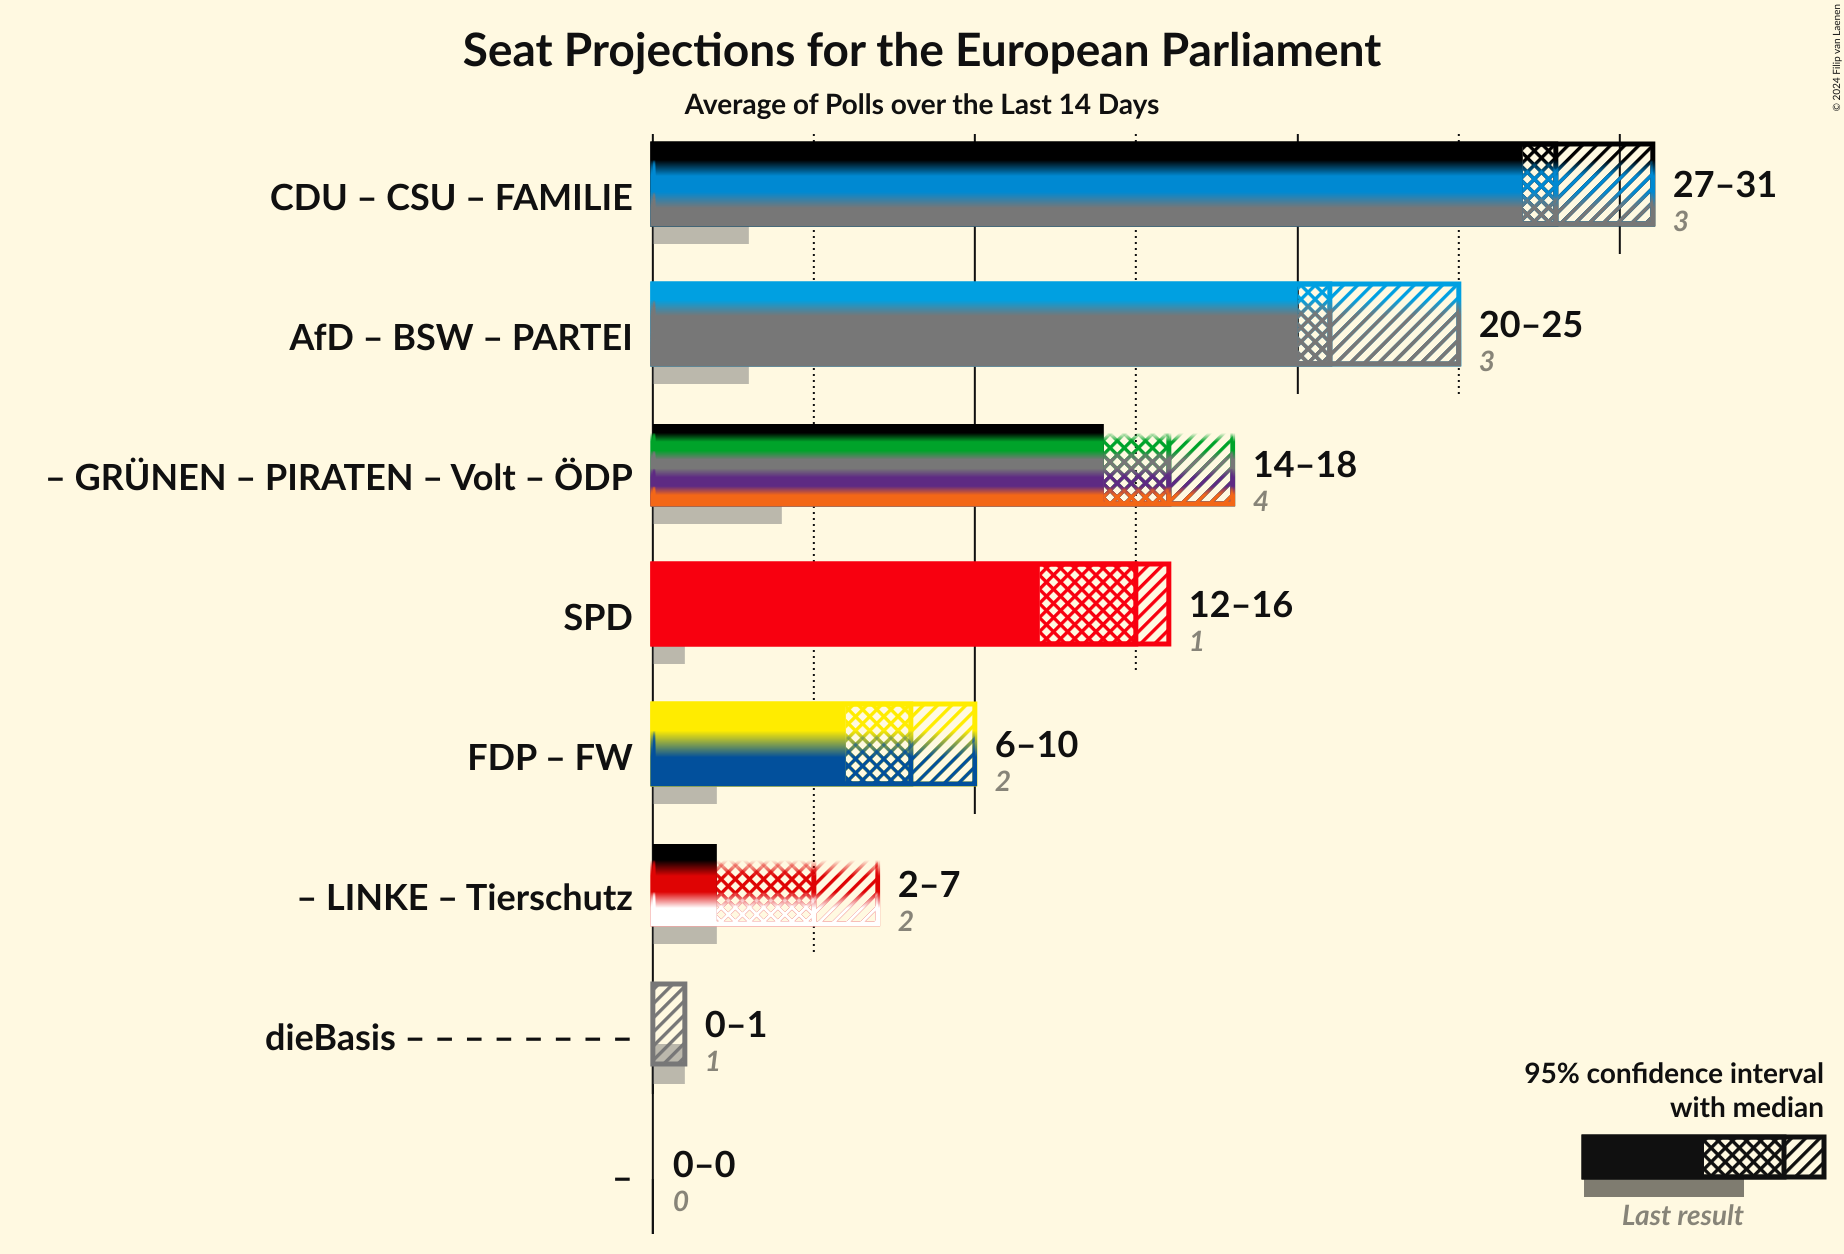 Seat Projections for the European Parliament
Average of Polls over the Last 14 Days
© 2024 Filip van Laenen
CDU – CSU – FAMILIE
27–31
3
AfD – BSW – PARTEI
20–25
3
– GRÜNEN – PIRATEN – Volt – ÖDP
14–18
4
SPD
12–16
1
FDP – FW
6–10
2
– LINKE – Tierschutz
2–7
2
dieBasis – – – – – – – –
0–1
1
–
0–0
0
95% confidence interval
with median
Last result